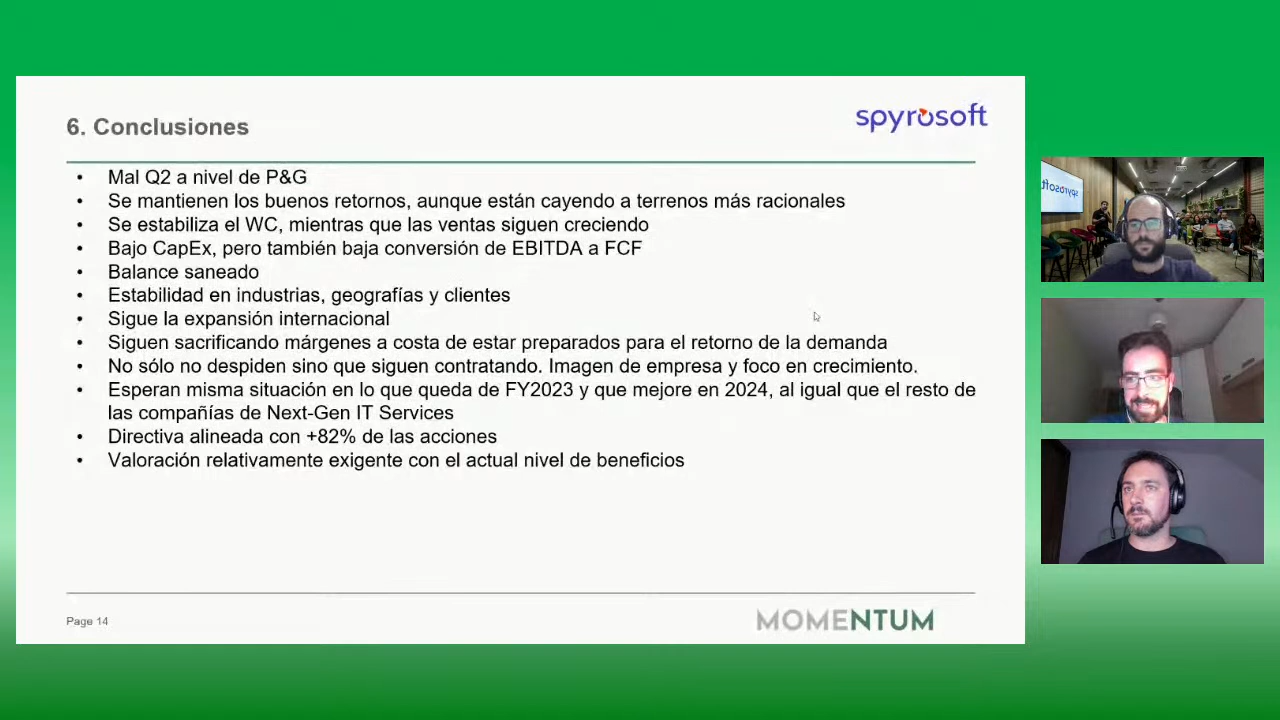 6. Conclusiones
spyrosoft
• Mal Q2 a nivel de P&G
• Se mantienen los buenos retornos, aunque están cayendo a terrenos más racionales
• Se estabiliza el WC, mientras que las ventas siguen creciendo
• Bajo CapEx, pero también baja conversión de EBITDA a FCF
• Balance saneado
• Estabilidad en industrias, geografías y clientes
• Sigue la expansión internacional
• Siguen sacrificando márgenes a costa de estar preparados para el retorno de la demanda
• No sólo no despiden sino que siguen contratando. Imagen de empresa y foco en crecimiento.
• Esperan misma situación en lo que queda de FY2023 y que mejore en 2024, al igual que el resto de
las compañías de Next-Gen IT Services
• Directiva alineada con +82% de las acciones
• Valoración relativamente exigente con el actual nivel de beneficios
Page 14
MOMENTUM
spyrosoft